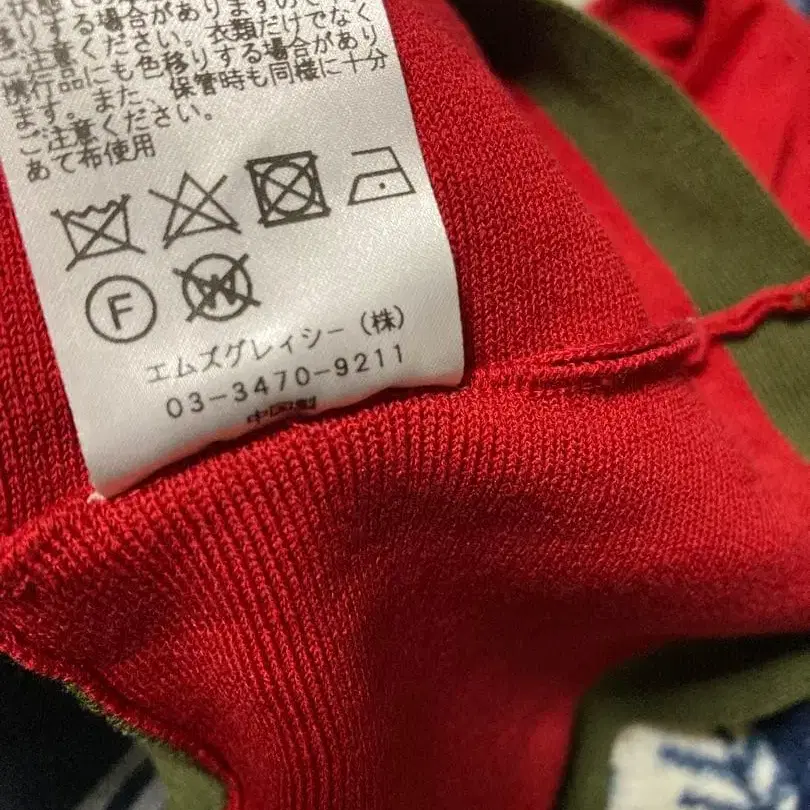 りする場合がありますので
ご注意ください。衣類だけでなく
携行品にも色移りする場合があり
ます。また、保管時も同様に十分
ご注意ください。
あて布使用
F W
エムズグレィシー(株)
03-3470-9211
中国製